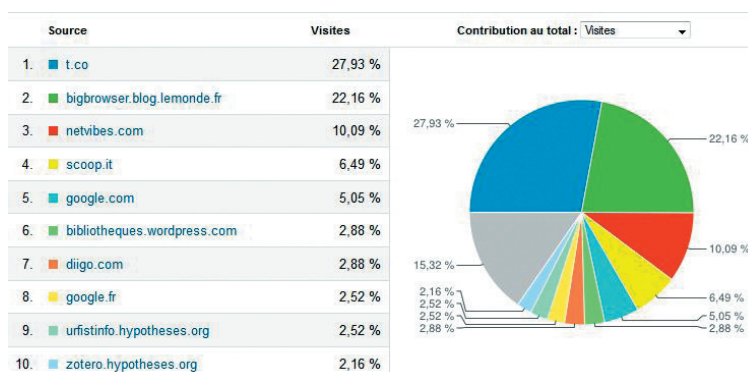 Source Visites Contribution au total : Visites
1. t.co 27,93 %
2. bigbrowser.blog.lemonde.fr 22,16 %
3. netvibes.com 10,09 %
4. scoop.it 6,49 %
5. google.com 5,05 %
6. bibliotheques.wordpress.com 2,88 %
7. diigo.com 2,88 %
8. google.fr 2,52 %
9. urfistinfo.hypotheses.org 2,52 %
10. zotero.hypotheses.org 2,16 %
27,93 %
22,16 %
10,09 %
15,32 %
2,16 %
6,49 %
2,52 %
5,05 %
2,52 %
2,88 %
2,88 %